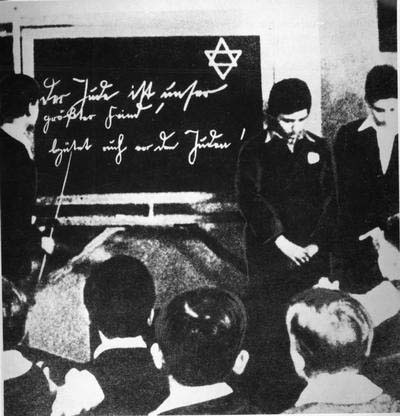 Der Jude ist unser
größter Feind!
Hütet euch vor den Juden!